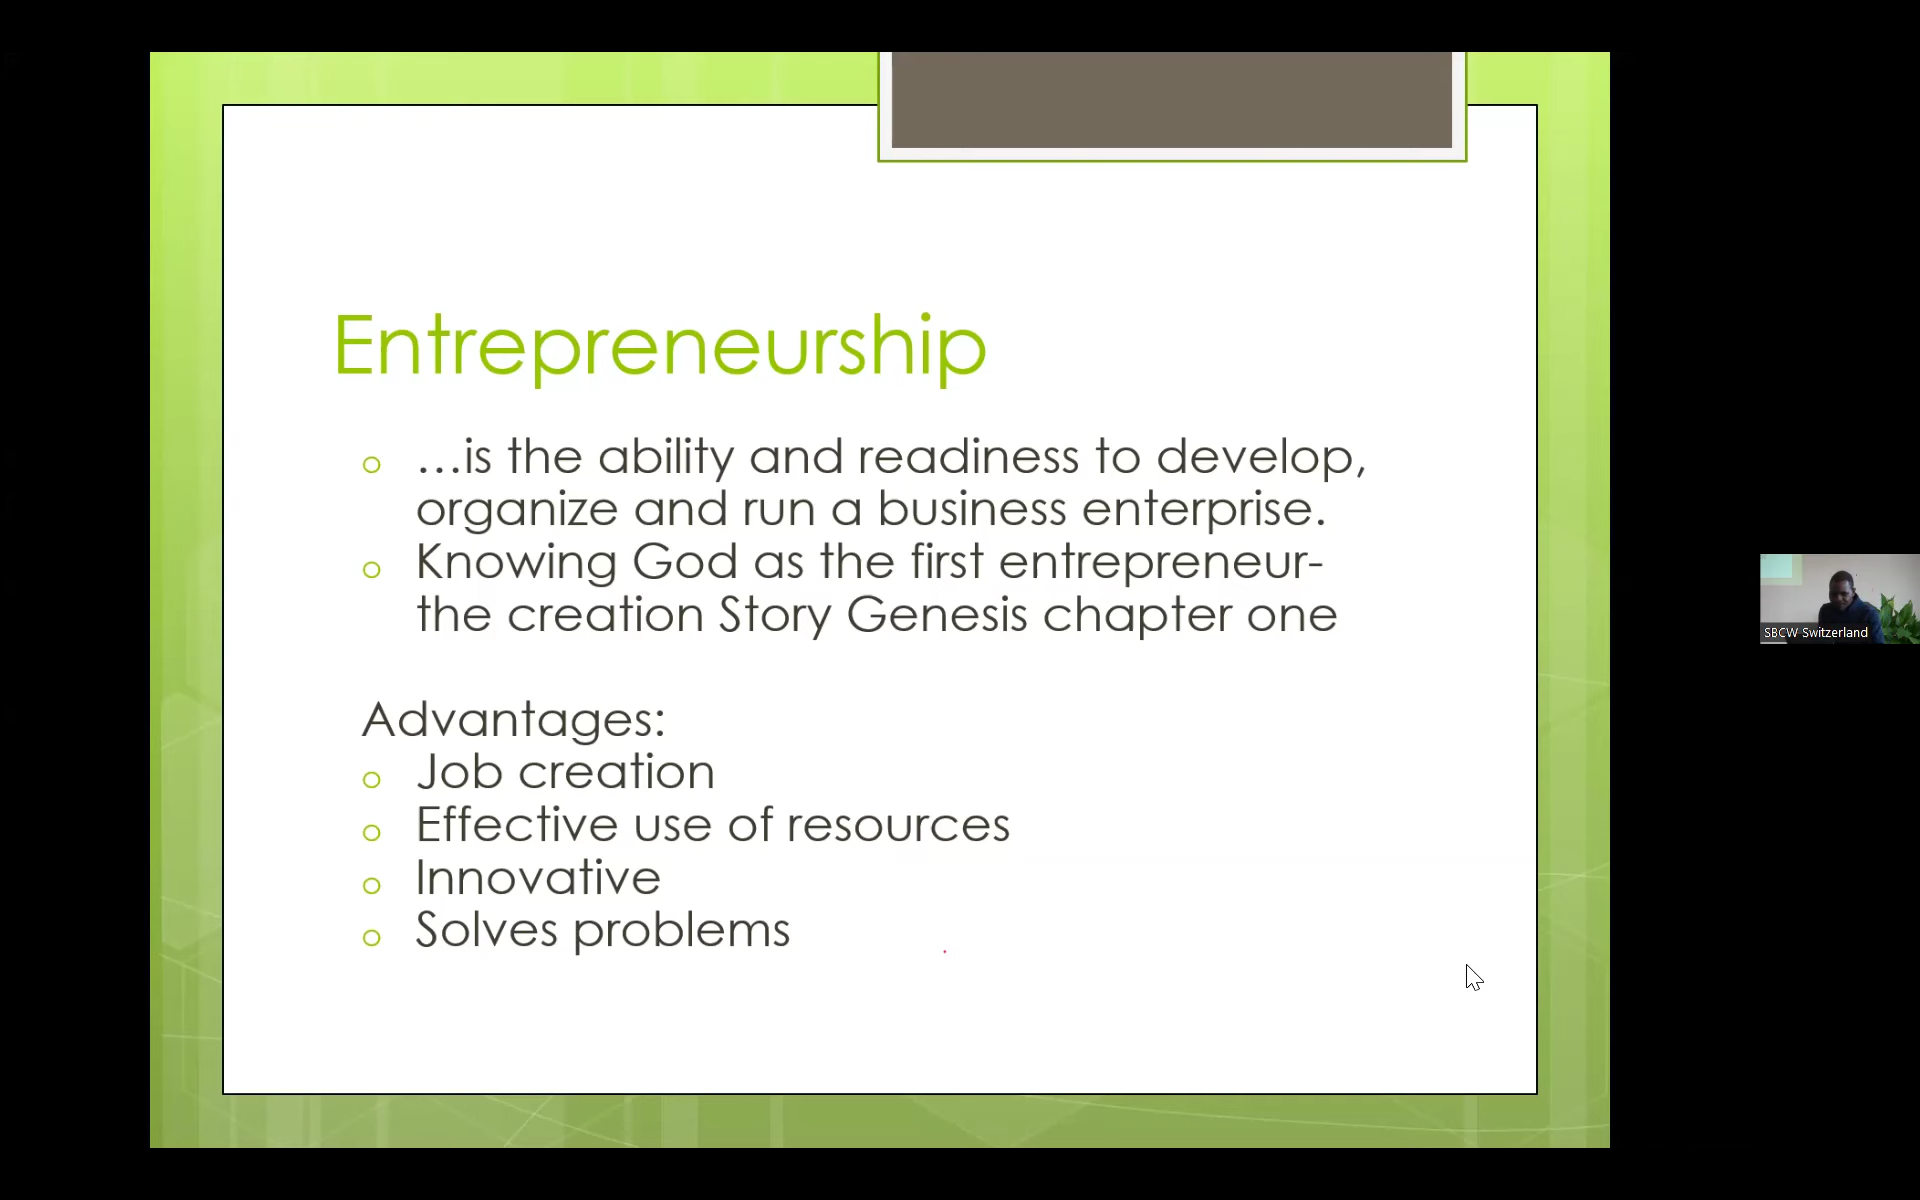 Entrepreneurship
…is the ability and readiness to develop,
organize and run a business enterprise.
Knowing God as the first entrepreneur-
the creation Story Genesis chapter one
Advantages:
Job creation
Effective use of resources
Innovative
Solves problems
SBCW Switzerland